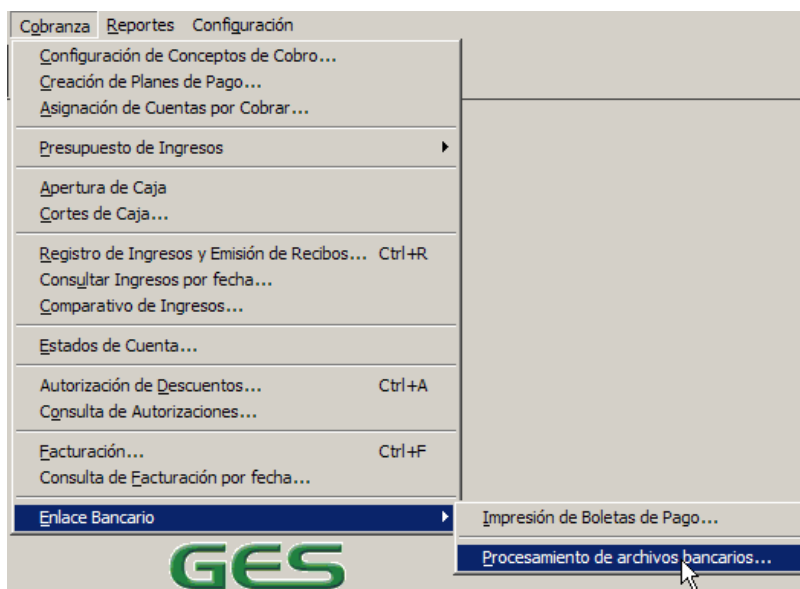 Cobranza Reportes Configuración
Configuración de Conceptos de Cobro...
Creación de Planes de Pago...
Asignación de Cuentas por Cobrar...
Presupuesto de Ingresos
Apertura de Caja
Cortes de Caja...
Registro de Ingresos y Emisión de Recibos... Ctrl+R
Consultar Ingresos por fecha...
Comparativo de Ingresos...
Estados de Cuenta...
Autorización de Descuentos... Ctrl+A
Consulta de Autorizaciones...
Facturación... Ctrl+F
Consulta de Facturación por fecha...
Enlace Bancario
Impresión de Boletas de Pago...
Procesamiento de archivos bancarios...
GES